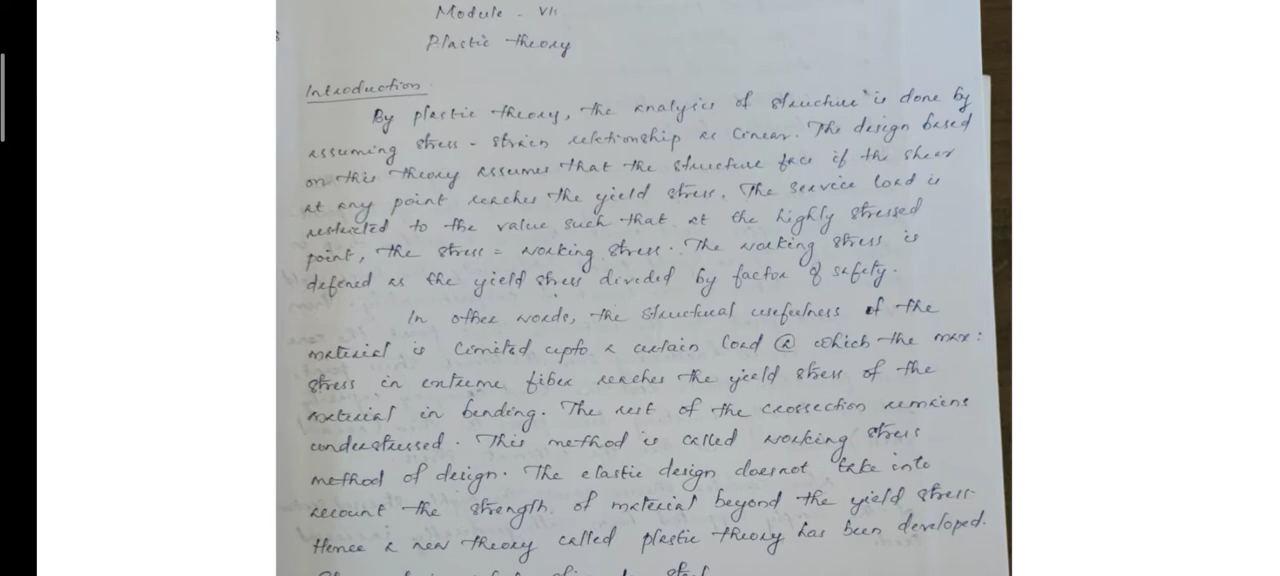 Module - VII
Plastic theory
Introduction
By plastic theory, the analysis of structure is done by
assuming stress - strain relationship as linear. The design based
on this theory assumes that the structure if the shear
at any point reaches the yield stress. The service load is
restricted to the value such that at the highly stressed
point, the stress = working stress. The working stress is
defened as the yield stress divided by factor of safety.
In other words, the structural usefulness of the
material is limited upto a certain load @ which the max:
stress in extreme fiber reaches the yield stress of the
material in bending. The rest of the crossection remains
understressed. This method is called working stress
method of design. The elastic design doesnot take into
account the strength of material beyond the yield stress.
Hence a new theory called plastic theory has been developed.